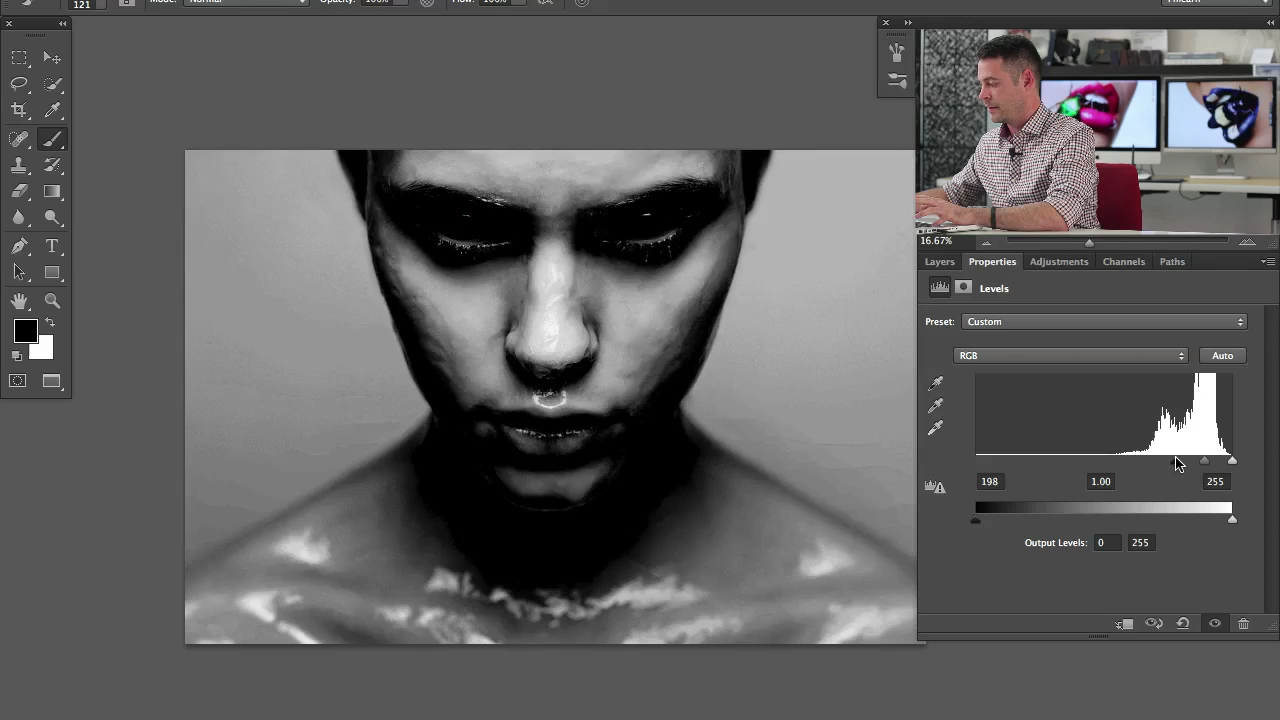 121 Mode: Normal Opacity: 100% Flow: 100%
16.67%
Layers Properties Adjustments Channels Paths
Levels
Preset: Custom
RGB Auto
198 1.00 255
Output Levels: 0 255
T